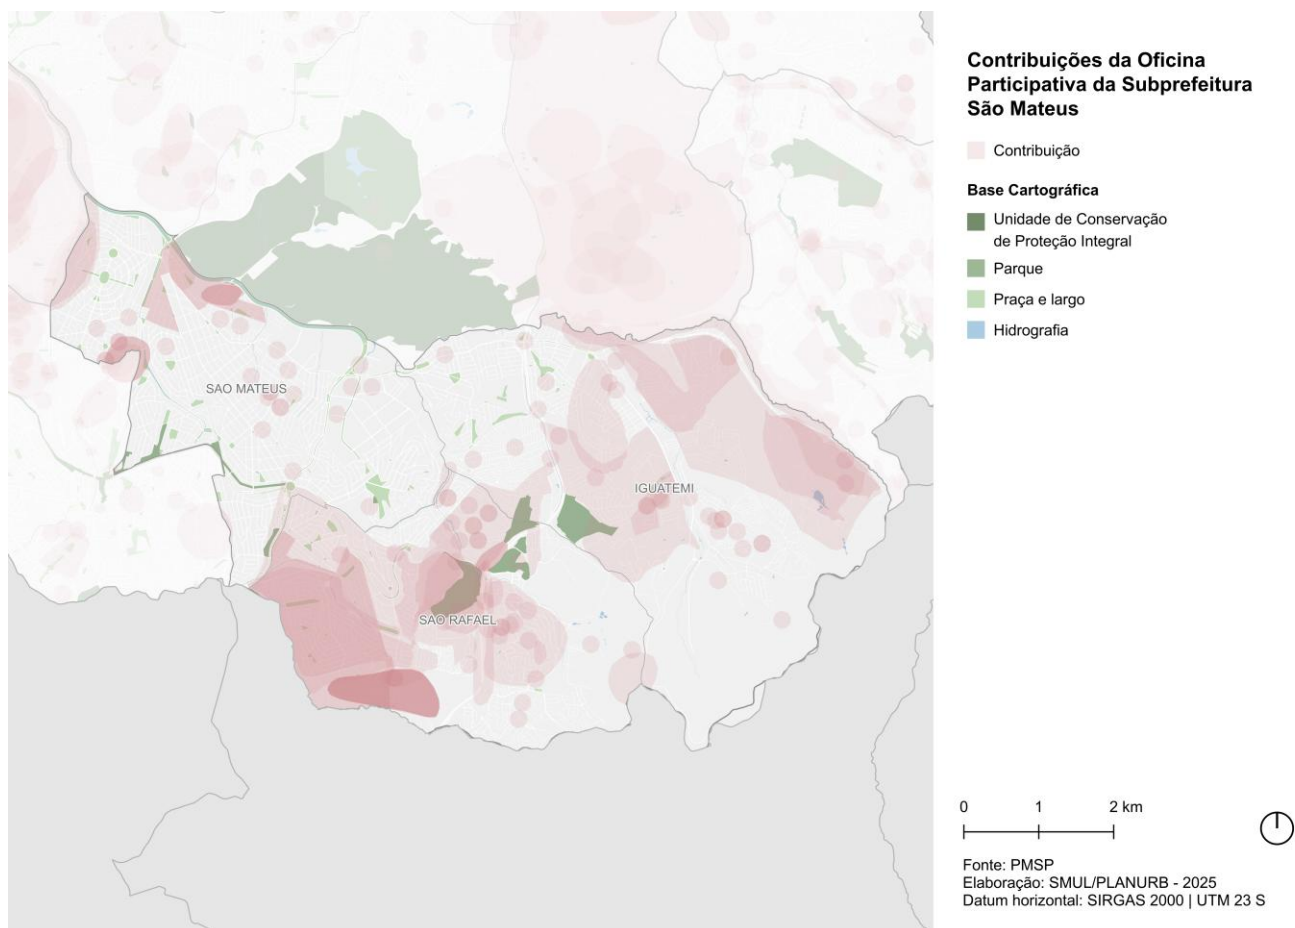 Contribuições da Oficina
Participativa da Subprefeitura
São Mateus
Contribuição
Base Cartográfica
Unidade de Conservação
de Proteção Integral
Parque
Praça e largo
Hidrografia
SAO MATEUS
IGUATEMI
SAO RAFAEL
0 1 2 km
Fonte: PMSP
Elaboração: SMUL/PLANURB - 2025
Datum horizontal: SIRGAS 2000 | UTM 23 S